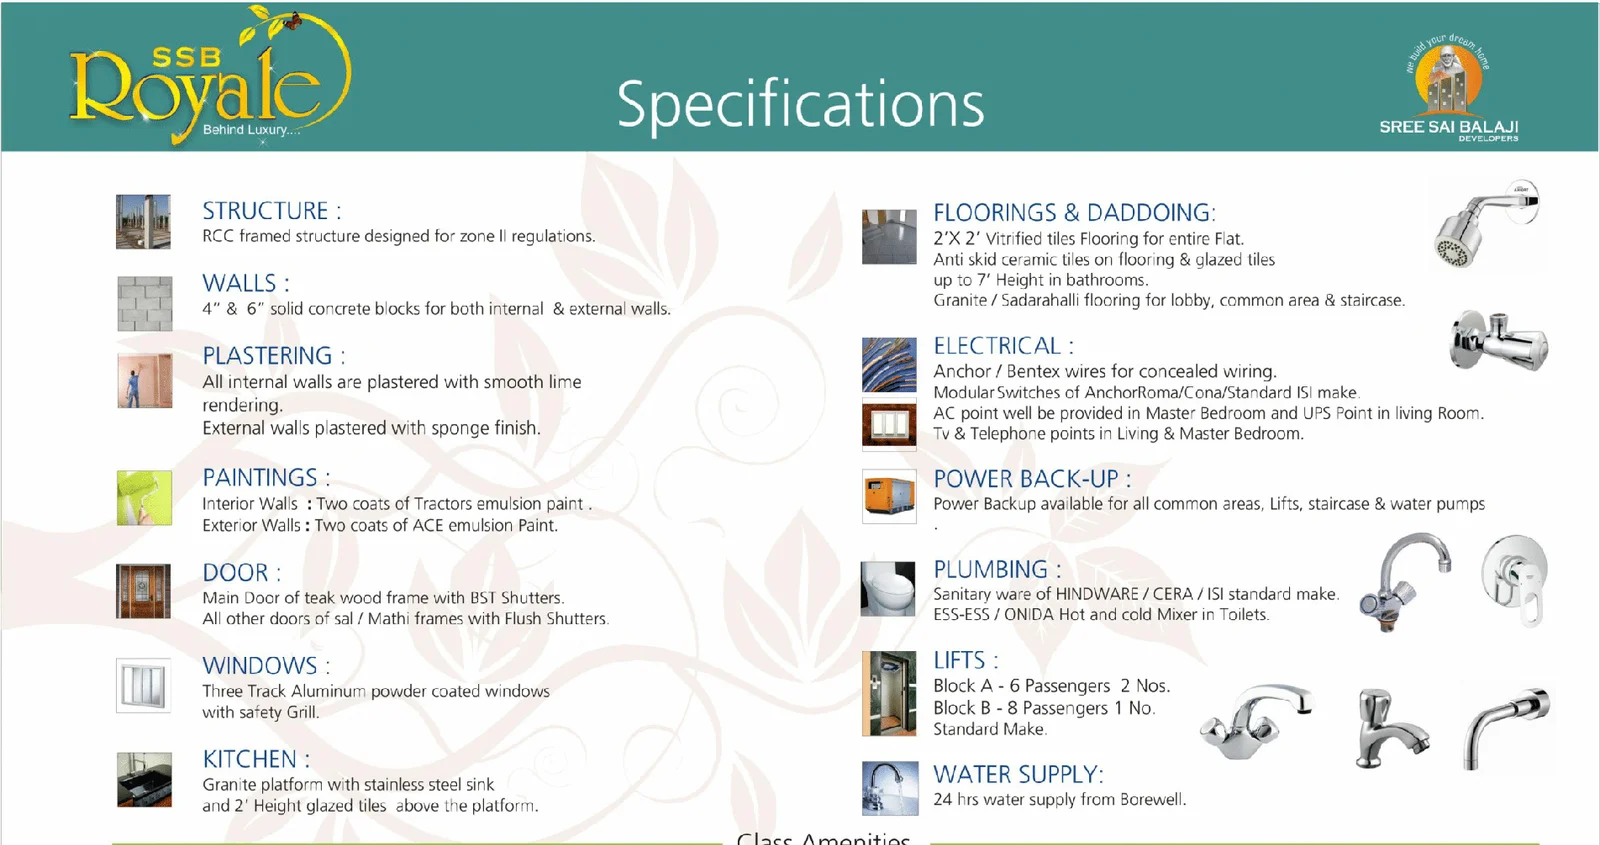 SSB
Royale
Behind Luxury....
Specifications
we build your dream home
SREE SAI BALAJI
DEVELOPERS
STRUCTURE :
RCC framed structure designed for zone II regulations.
WALLS :
4" & 6" solid concrete blocks for both internal & external walls.
PLASTERING :
All internal walls are plastered with smooth lime
rendering.
External walls plastered with sponge finish.
PAINTINGS :
Interior Walls : Two coats of Tractors emulsion paint .
Exterior Walls : Two coats of ACE emulsion Paint.
DOOR :
Main Door of teak wood frame with BST Shutters.
All other doors of sal / Mathi frames with Flush Shutters.
WINDOWS :
Three Track Aluminum powder coated windows
with safety Grill.
KITCHEN :
Granite platform with stainless steel sink
and 2' Height glazed tiles above the platform.
FLOORINGS & DADDOING:
2'X 2' Vitrified tiles Flooring for entire Flat.
Anti skid ceramic tiles on flooring & glazed tiles
up to 7' Height in bathrooms.
Granite / Sadarahalli flooring for lobby, common area & staircase.
ELECTRICAL :
Anchor / Bentex wires for concealed wiring.
Modular Switches of AnchorRoma/Cona/Standard ISI make.
AC point well be provided in Master Bedroom and UPS Point in living Room.
Tv & Telephone points in Living & Master Bedroom.
POWER BACK-UP :
Power Backup available for all common areas, Lifts, staircase & water pumps
.
PLUMBING :
Sanitary ware of HINDWARE / CERA / ISI standard make.
ESS-ESS / ONIDA Hot and cold Mixer in Toilets.
LIFTS :
Block A - 6 Passengers 2 Nos.
Block B - 8 Passengers 1 No.
Standard Make.
WATER SUPPLY:
24 hrs water supply from Borewell.
Class Amenities